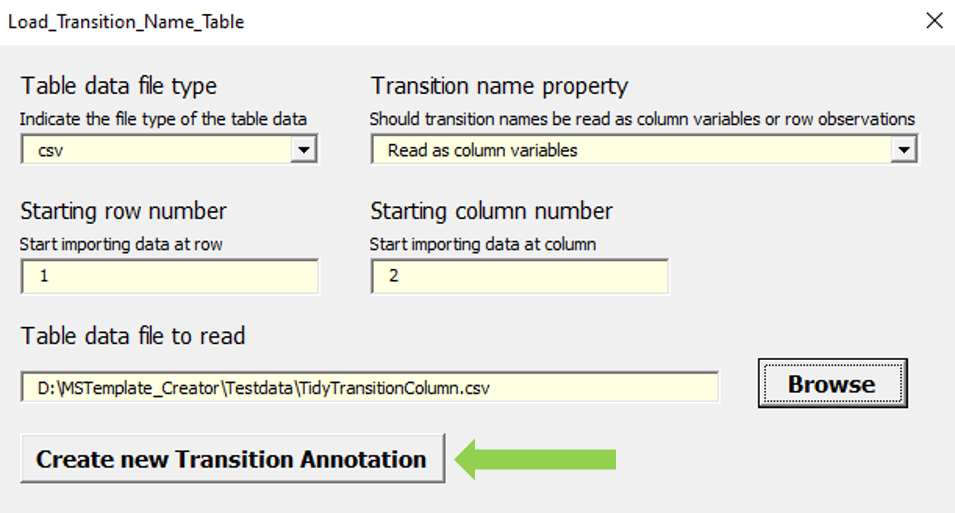 Load_Transition_Name_Table
Table data file type
Indicate the file type of the table data
csv
Transition name property
Should transition names be read as column variables or row observations
Read as column variables
Starting row number
Start importing data at row
1
Starting column number
Start importing data at column
2
Table data file to read
D:\MSTemplate_Creator\Testdata\TidyTransitionColumn.csv
Browse
Create new Transition Annotation